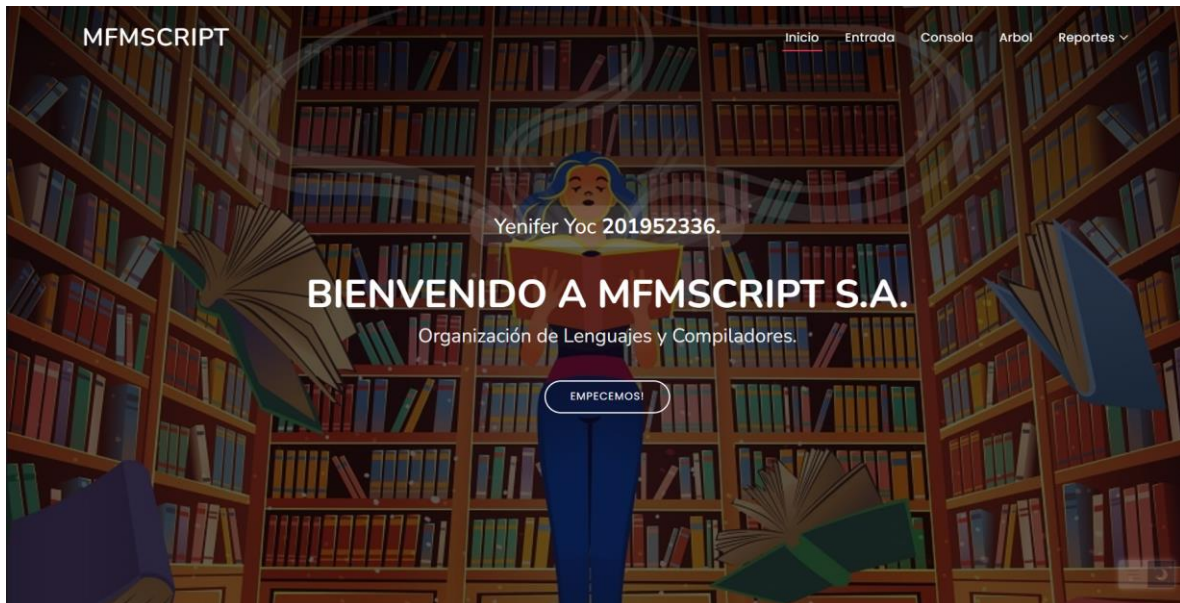 MFMSCRIPT
Inicio Entrada Consola Arbol Reportes
Yenifer Yoc 201952336.
BIENVENIDO A MFMSCRIPT S.A.
Organización de Lenguajes y Compiladores.
EMPECEMOS!